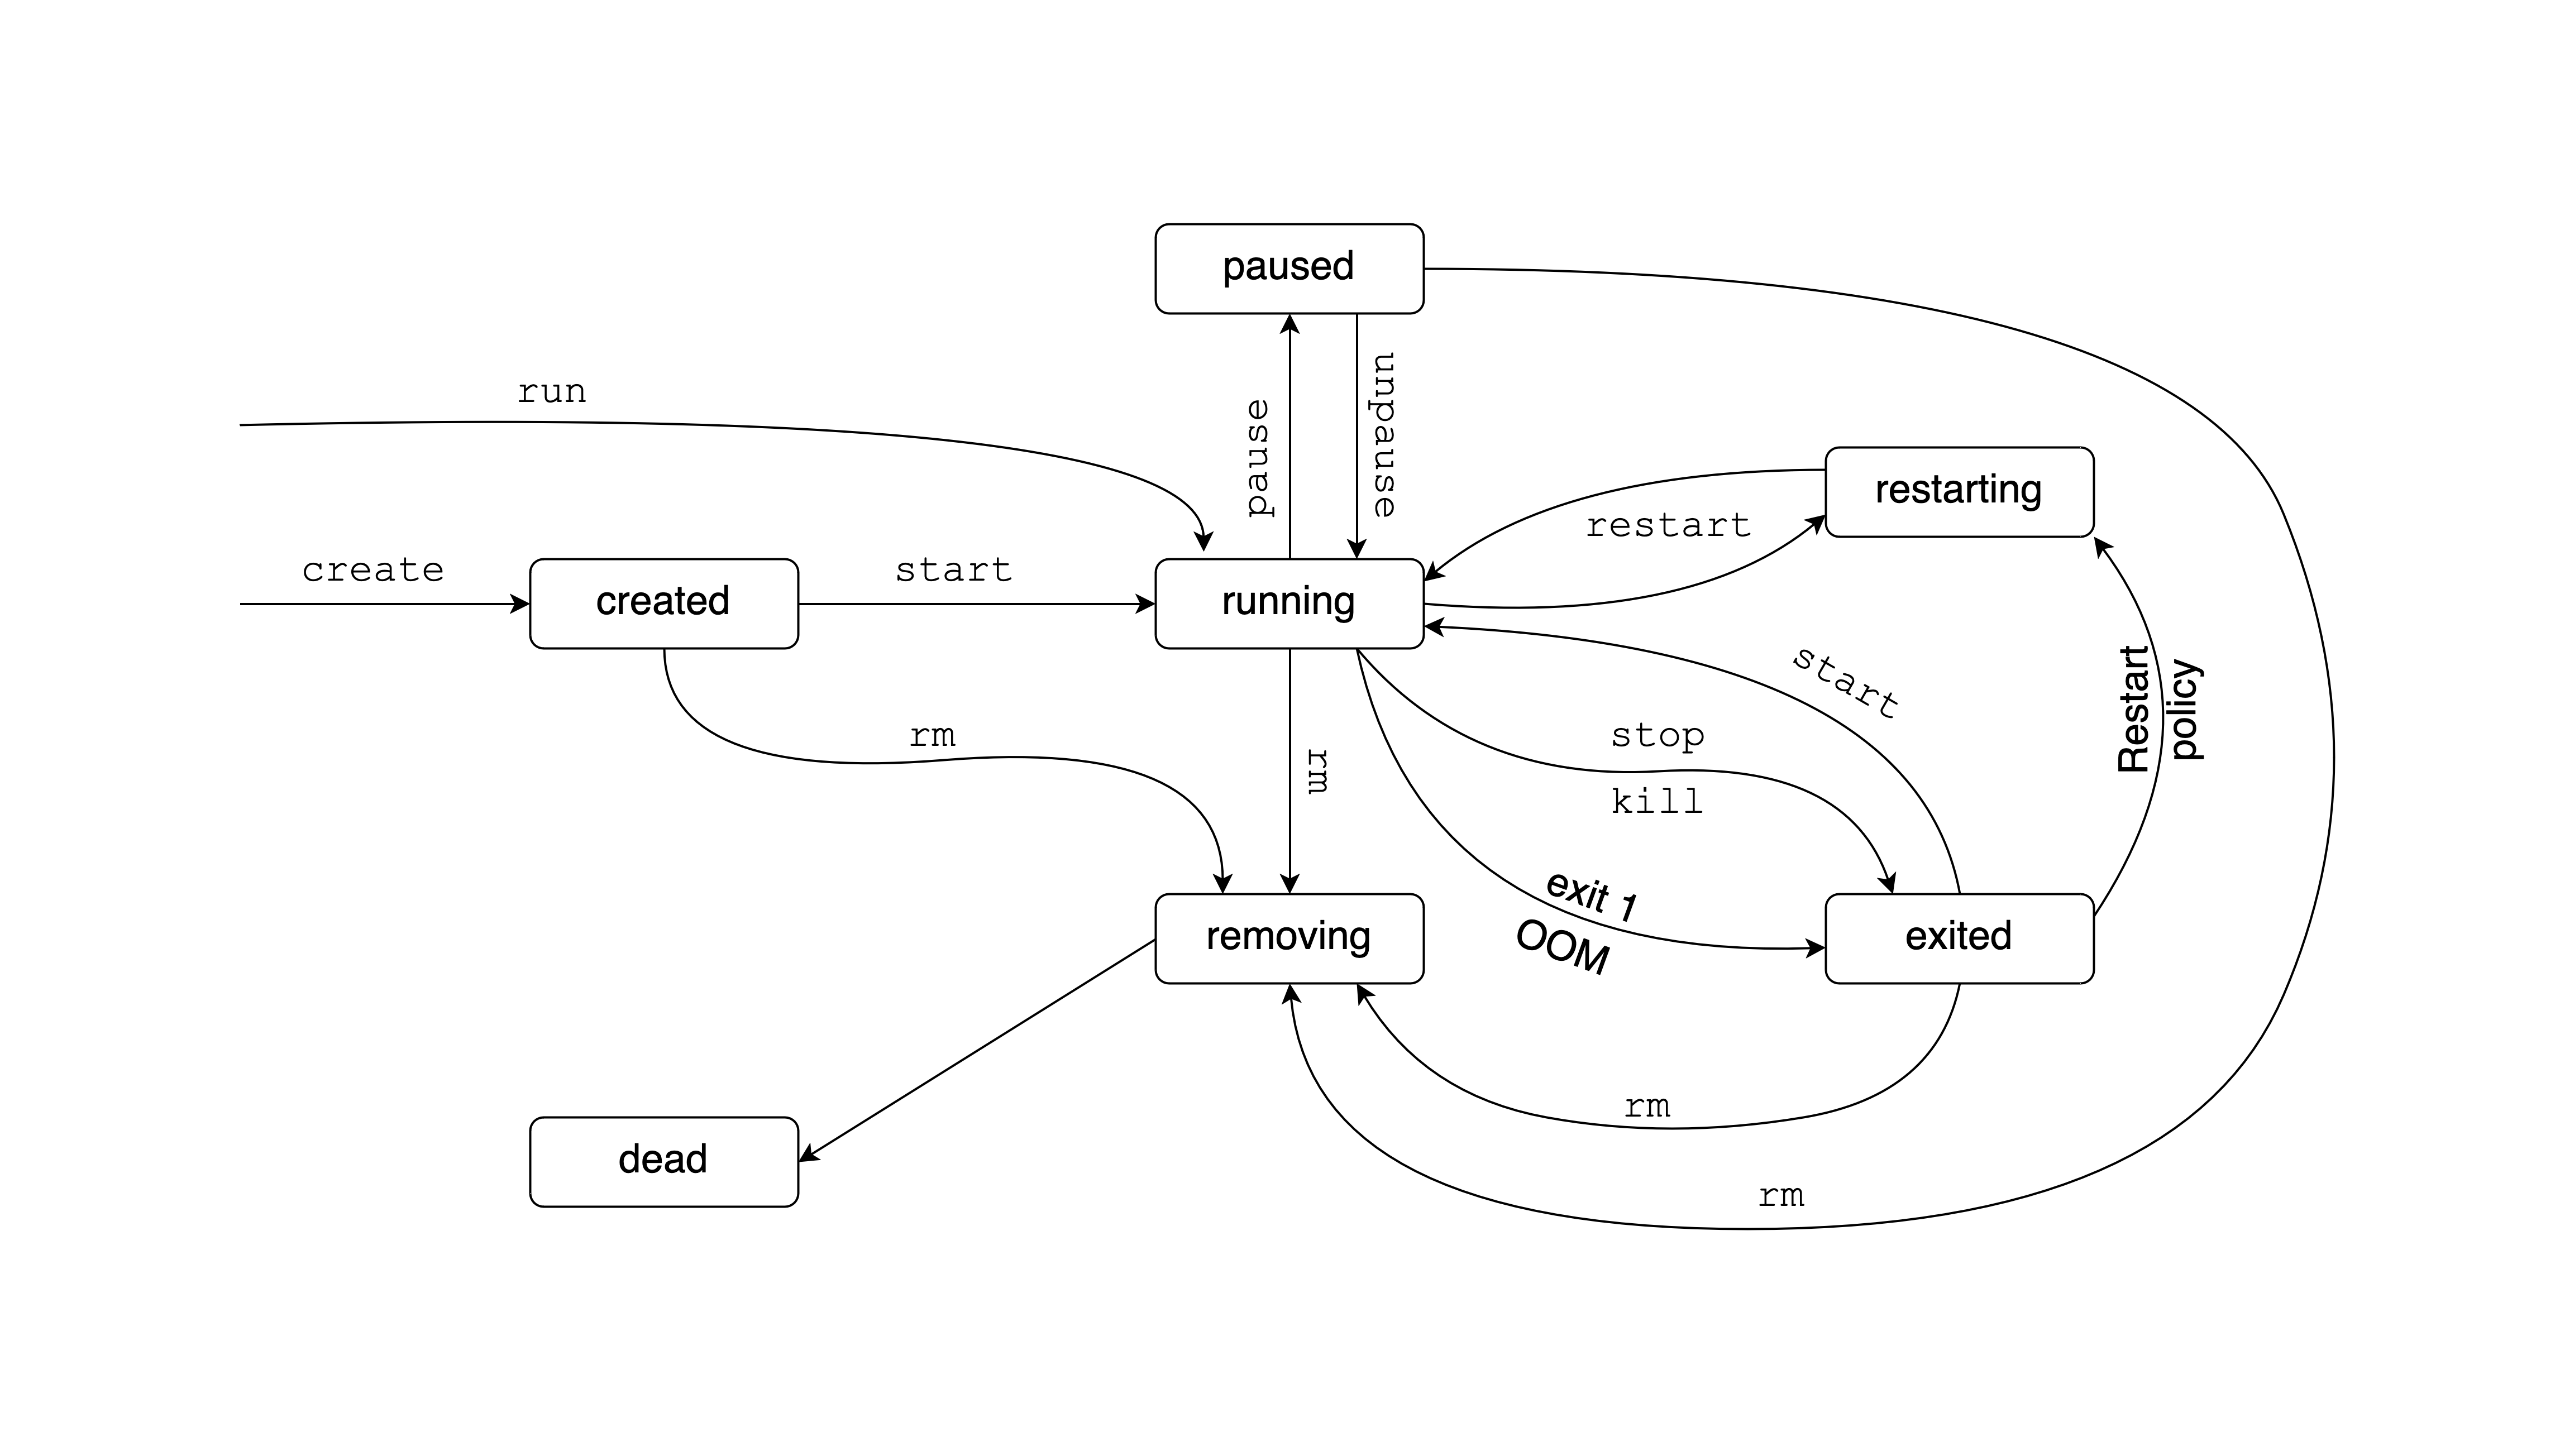 paused
run
pause
unpause
restarting
restart
create
created
start
running
start
Restart
policy
rm
rm
stop
kill
exit 1
OOM
removing
exited
rm
dead
rm